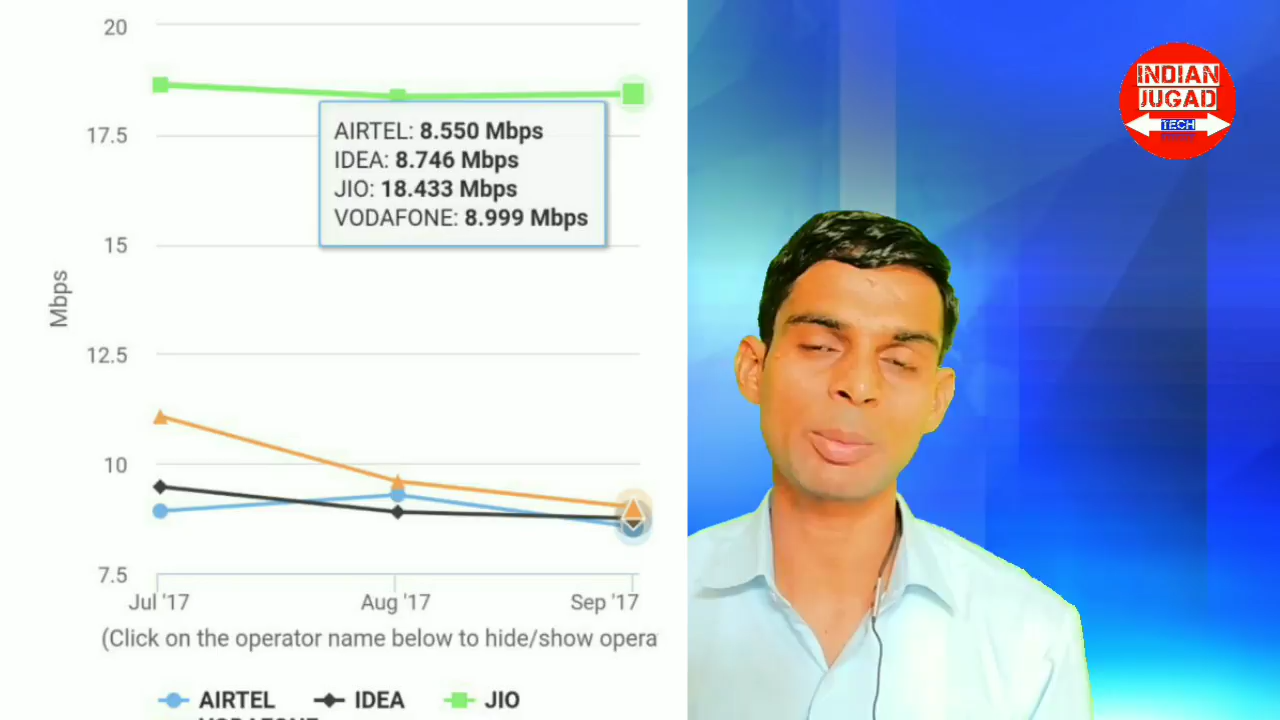 20
17.5
15
12.5
10
7.5
Mbps
AIRTEL: 8.550 Mbps
IDEA: 8.746 Mbps
JIO: 18.433 Mbps
VODAFONE: 8.999 Mbps
Jul '17 Aug '17 Sep '17
(Click on the operator name below to hide/show opera
AIRTEL IDEA JIO
VODAFONE
INDIAN
JUGAD
TECH